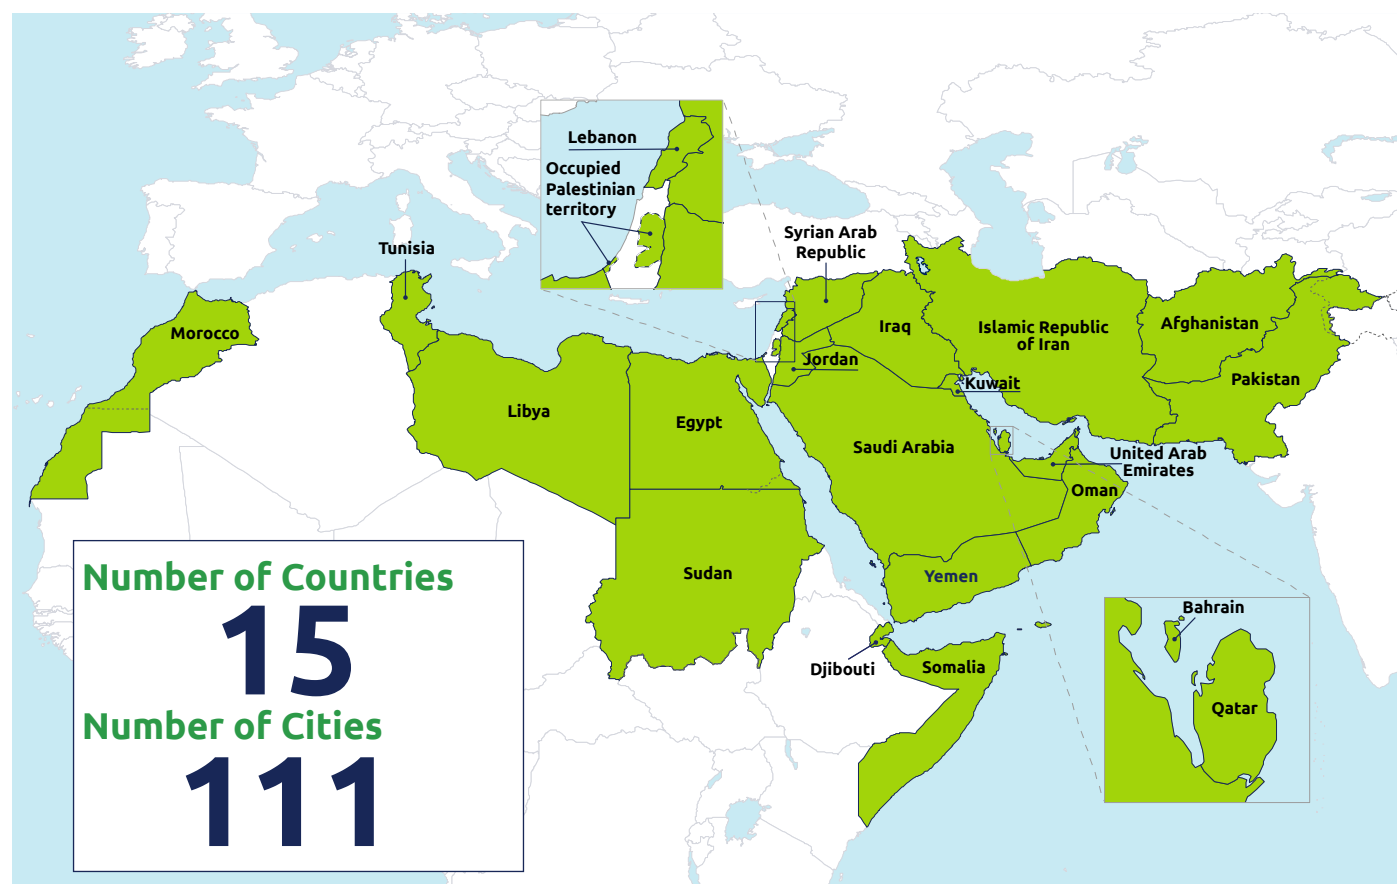 Lebanon
Occupied
Palestinian
territory
Tunisia
Syrian Arab
Republic
Morocco
Iraq
Islamic Republic
of Iran
Afghanistan
Jordan
Kuwait
Pakistan
Libya
Egypt
Saudi Arabia
United Arab
Emirates
Oman
Sudan
Yemen
Djibouti
Somalia
Bahrain
Qatar
Number of Countries
15
Number of Cities
111